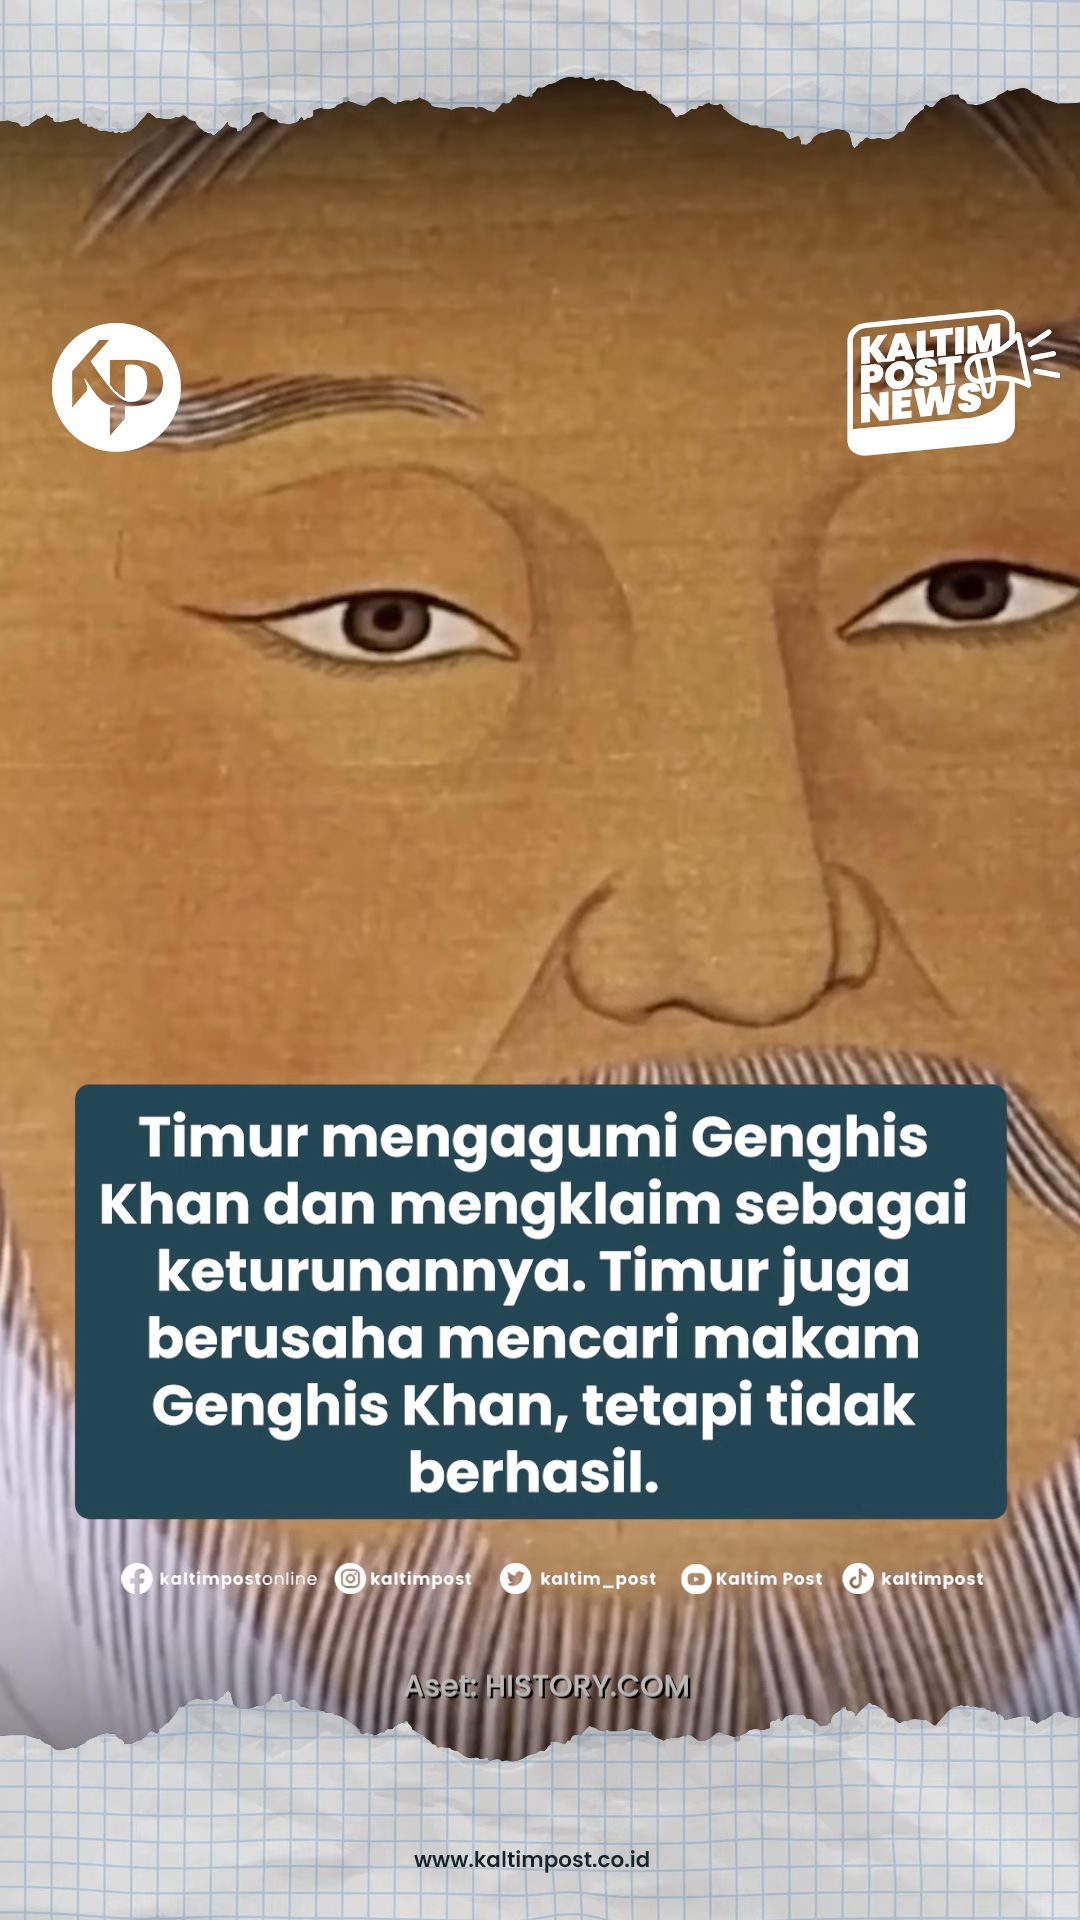 KP
KALTIM
POST
NEWS
Timur mengagumi Genghis
Khan dan mengklaim sebagai
keturunannya. Timur juga
berusaha mencari makam
Genghis Khan, tetapi tidak
berhasil.
kaltimpostonline kaltimpost kaltim_post Kaltim Post kaltimpost
Aset: HISTORY.COM
www.kaltimpost.co.id